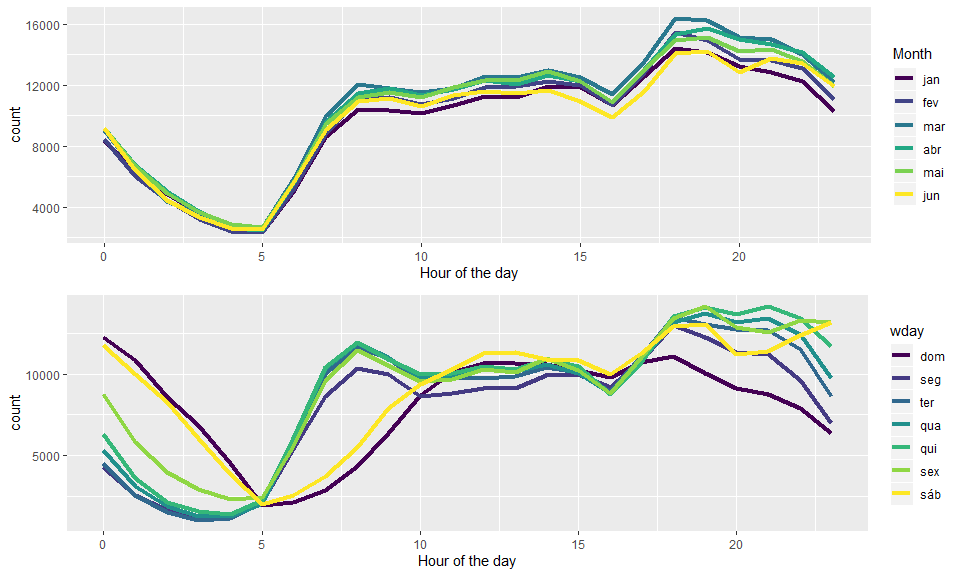 16000
12000
8000
4000
count
0 5 10 15 20
Hour of the day
Month
jan
fev
mar
abr
mai
jun
10000
5000
count
0 5 10 15 20
Hour of the day
wday
dom
seg
ter
qua
qui
sex
sáb